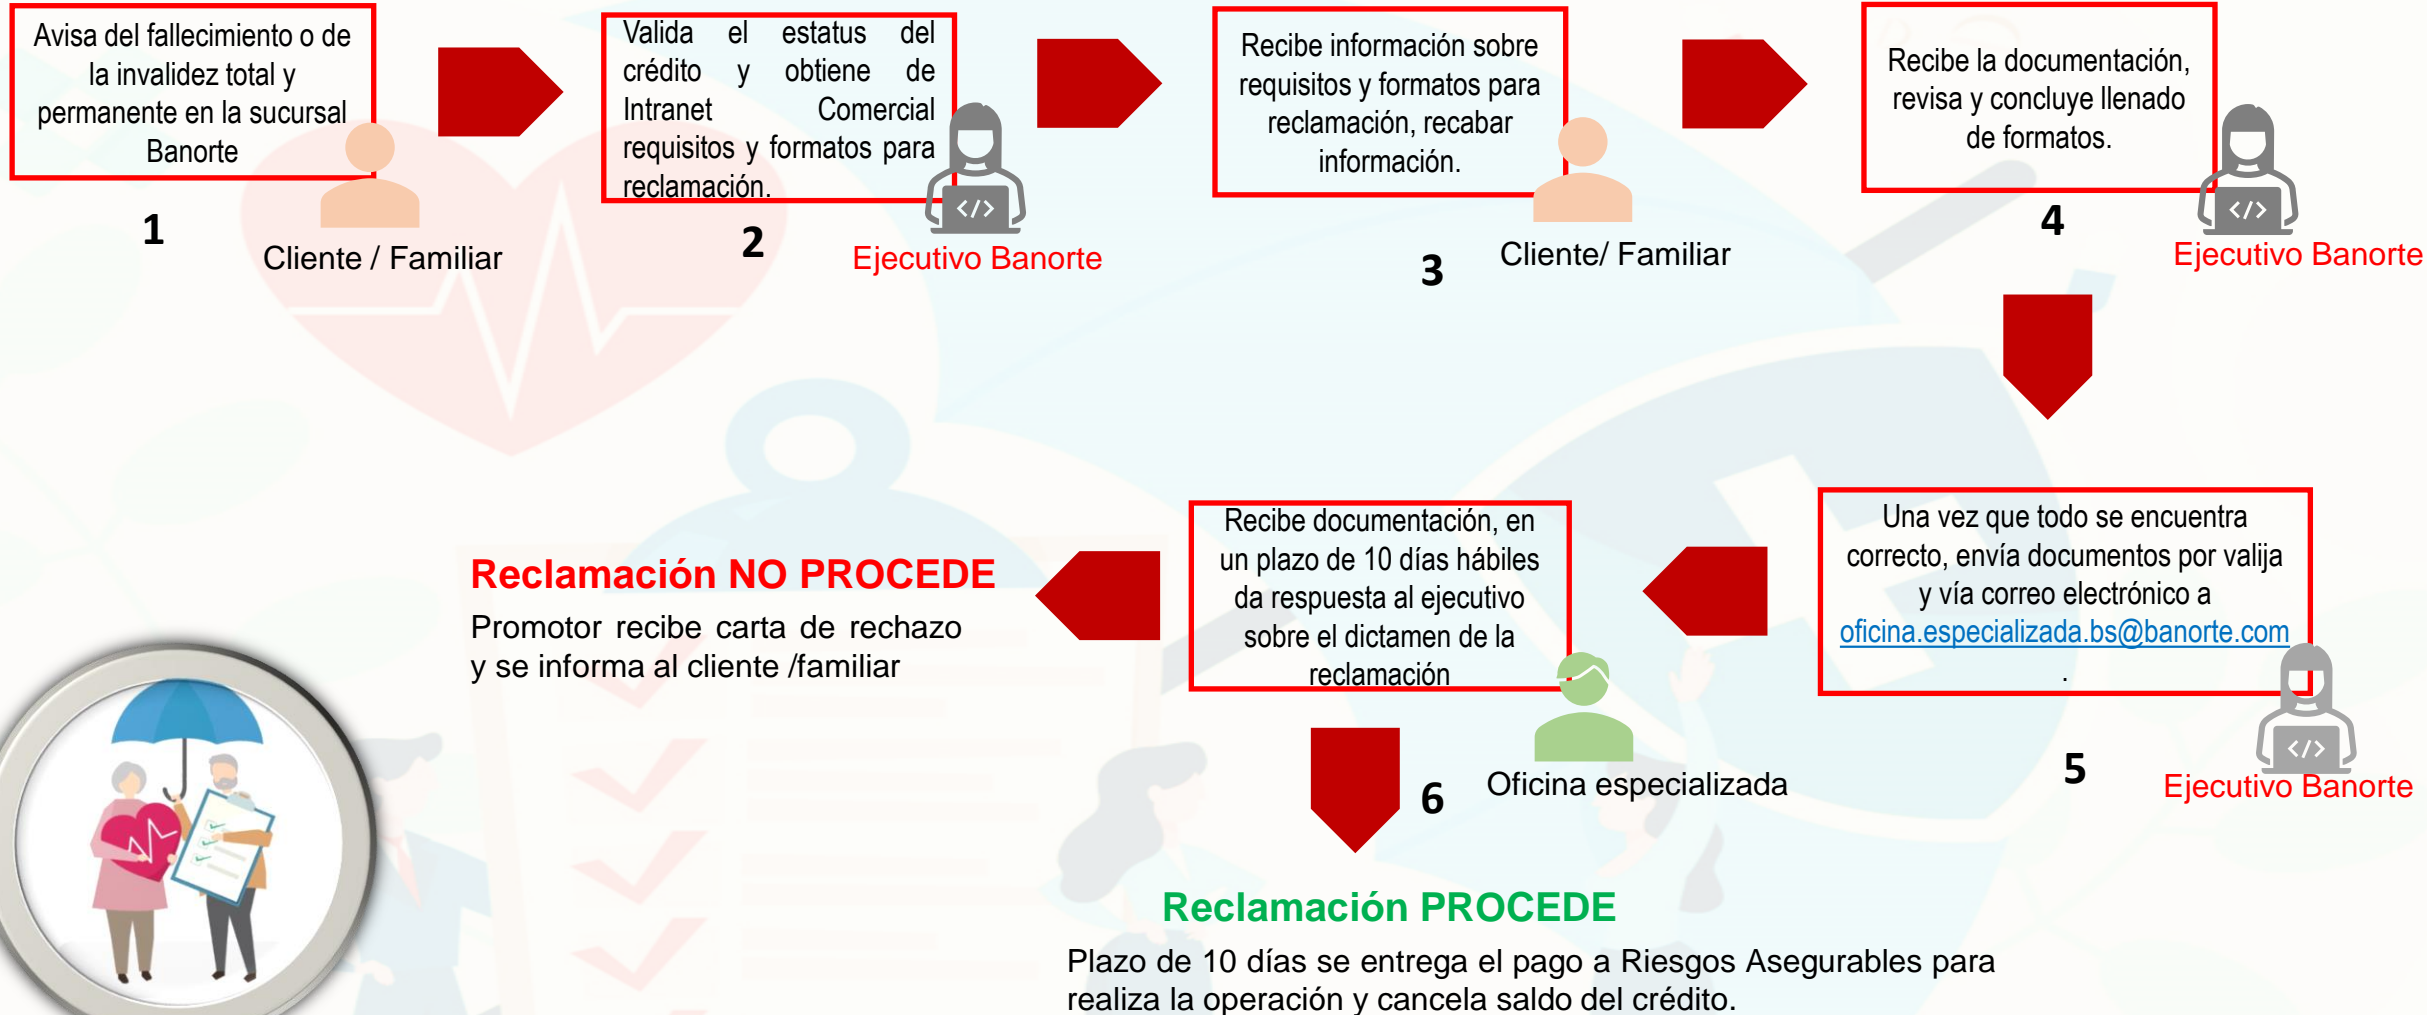 Avisa del fallecimiento o de
la invalidez total y
permanente en la sucursal
Banorte
1
Cliente / Familiar
Valida el estatus del
crédito y obtiene de
Intranet Comercial
requisitos y formatos para
reclamación.
</>
2
Ejecutivo Banorte
Recibe información sobre
requisitos y formatos para
reclamación, recabar
información.
3
Cliente/ Familiar
Recibe la documentación,
revisa y concluye llenado
de formatos.
</>
4
Ejecutivo Banorte
Una vez que todo se encuentra
correcto, envía documentos por valija
y vía correo electrónico a
oficina.especializada.bs@banorte.com
.
</>
5
Ejecutivo Banorte
Recibe documentación, en
un plazo de 10 días hábiles
da respuesta al ejecutivo
sobre el dictamen de la
reclamación
6
Oficina especializada
Reclamación NO PROCEDE
Promotor recibe carta de rechazo
y se informa al cliente /familiar
Reclamación PROCEDE
Plazo de 10 días se entrega el pago a Riesgos Asegurables para
realiza la operación y cancela saldo del crédito.